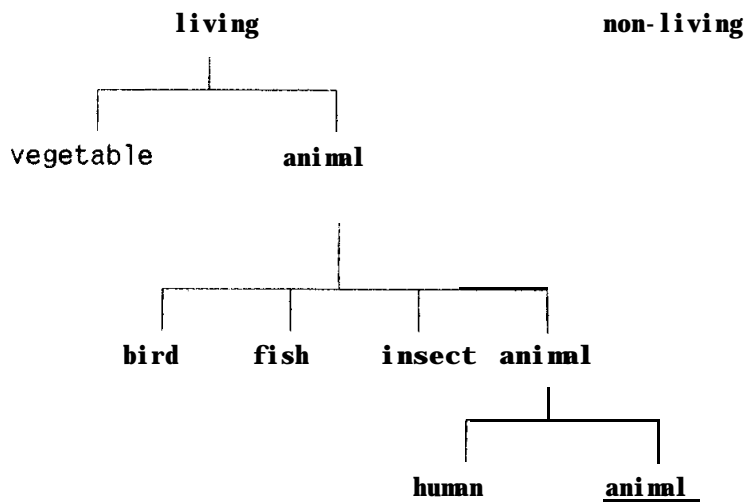 living non-living
vegetable animal
bird fish insect animal
human animal